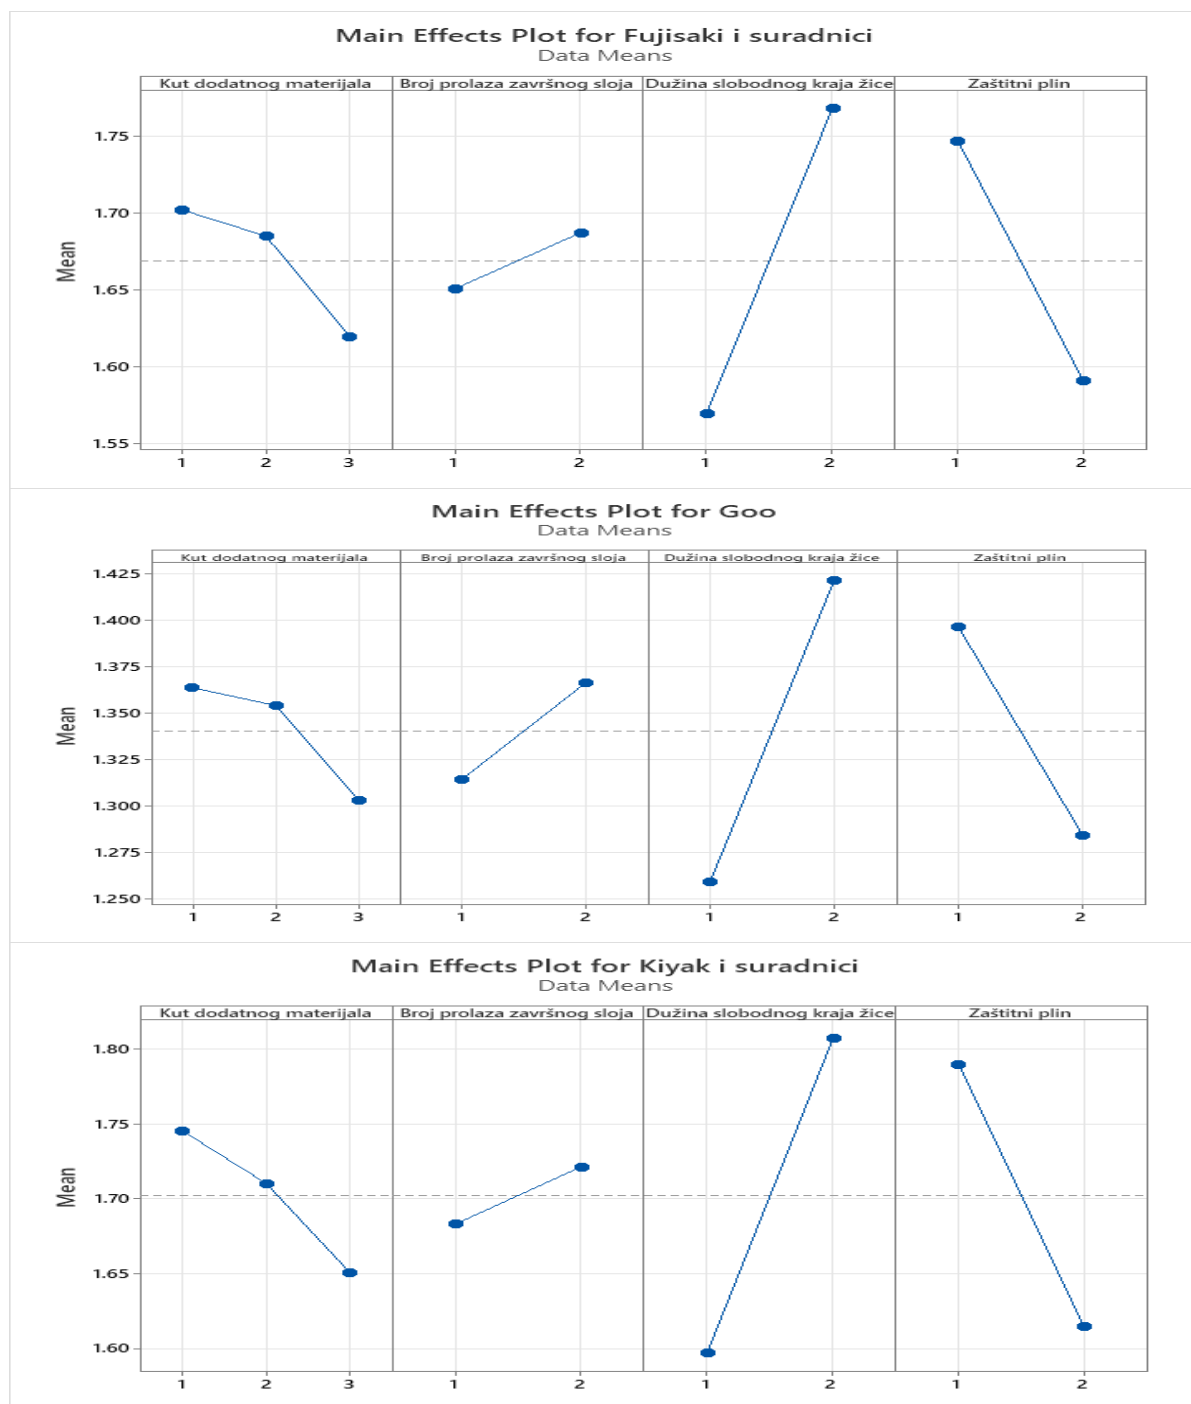 Main Effects Plot for Fujisaki i suradnici
Data Means
Kut dodatnog materijala Broj prolaza završnog sloja Dužina slobodnog kraja žice Zaštitni plin
1.75
1.70
1.65
1.60
1.55
Mean
1 2 3 1 2 1 2 1 2
Main Effects Plot for Goo
Data Means
Kut dodatnog materijala Broj prolaza završnog sloja Dužina slobodnog kraja žice Zaštitni plin
1.425
1.400
1.375
1.350
1.325
1.300
1.275
1.250
Mean
1 2 3 1 2 1 2 1 2
Main Effects Plot for Kiyak i suradnici
Data Means
Kut dodatnog materijala Broj prolaza završnog sloja Dužina slobodnog kraja žice Zaštitni plin
1.80
1.75
1.70
1.65
1.60
Mean
1 2 3 1 2 1 2 1 2